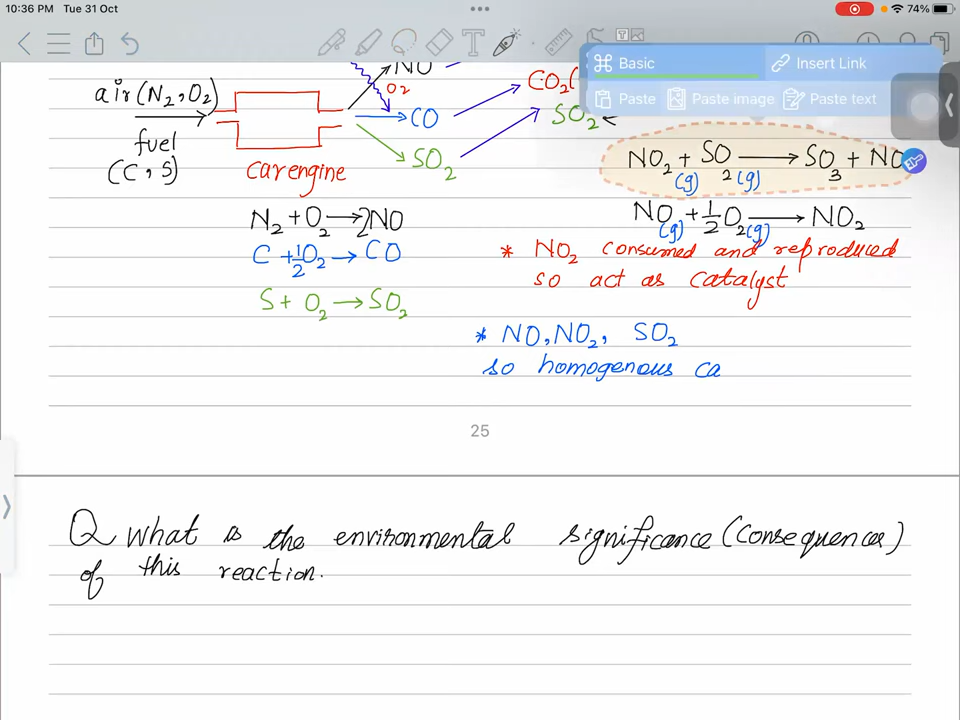 10:36 PM Tue 31 Oct
74%
Basic
Insert Link
Paste
Paste image
Paste text
NO
air (N2, O2)
O2
CO
CO2
SO2
fuel
(C, S)
car engine
SO2
NO2 + SO2 → SO3 + NO
(g) (g)
N2 + O2 → 2NO
NO + 1/2 O2 → NO2
(g) (g)
C + 1/2 O2 → CO
* NO2 consumed and reproduced
so act as catalyst
S + O2 → SO2
* NO, NO2, SO2
so homogenous ca
25
Q What is the environmental significance (Consequences)
of this reaction.